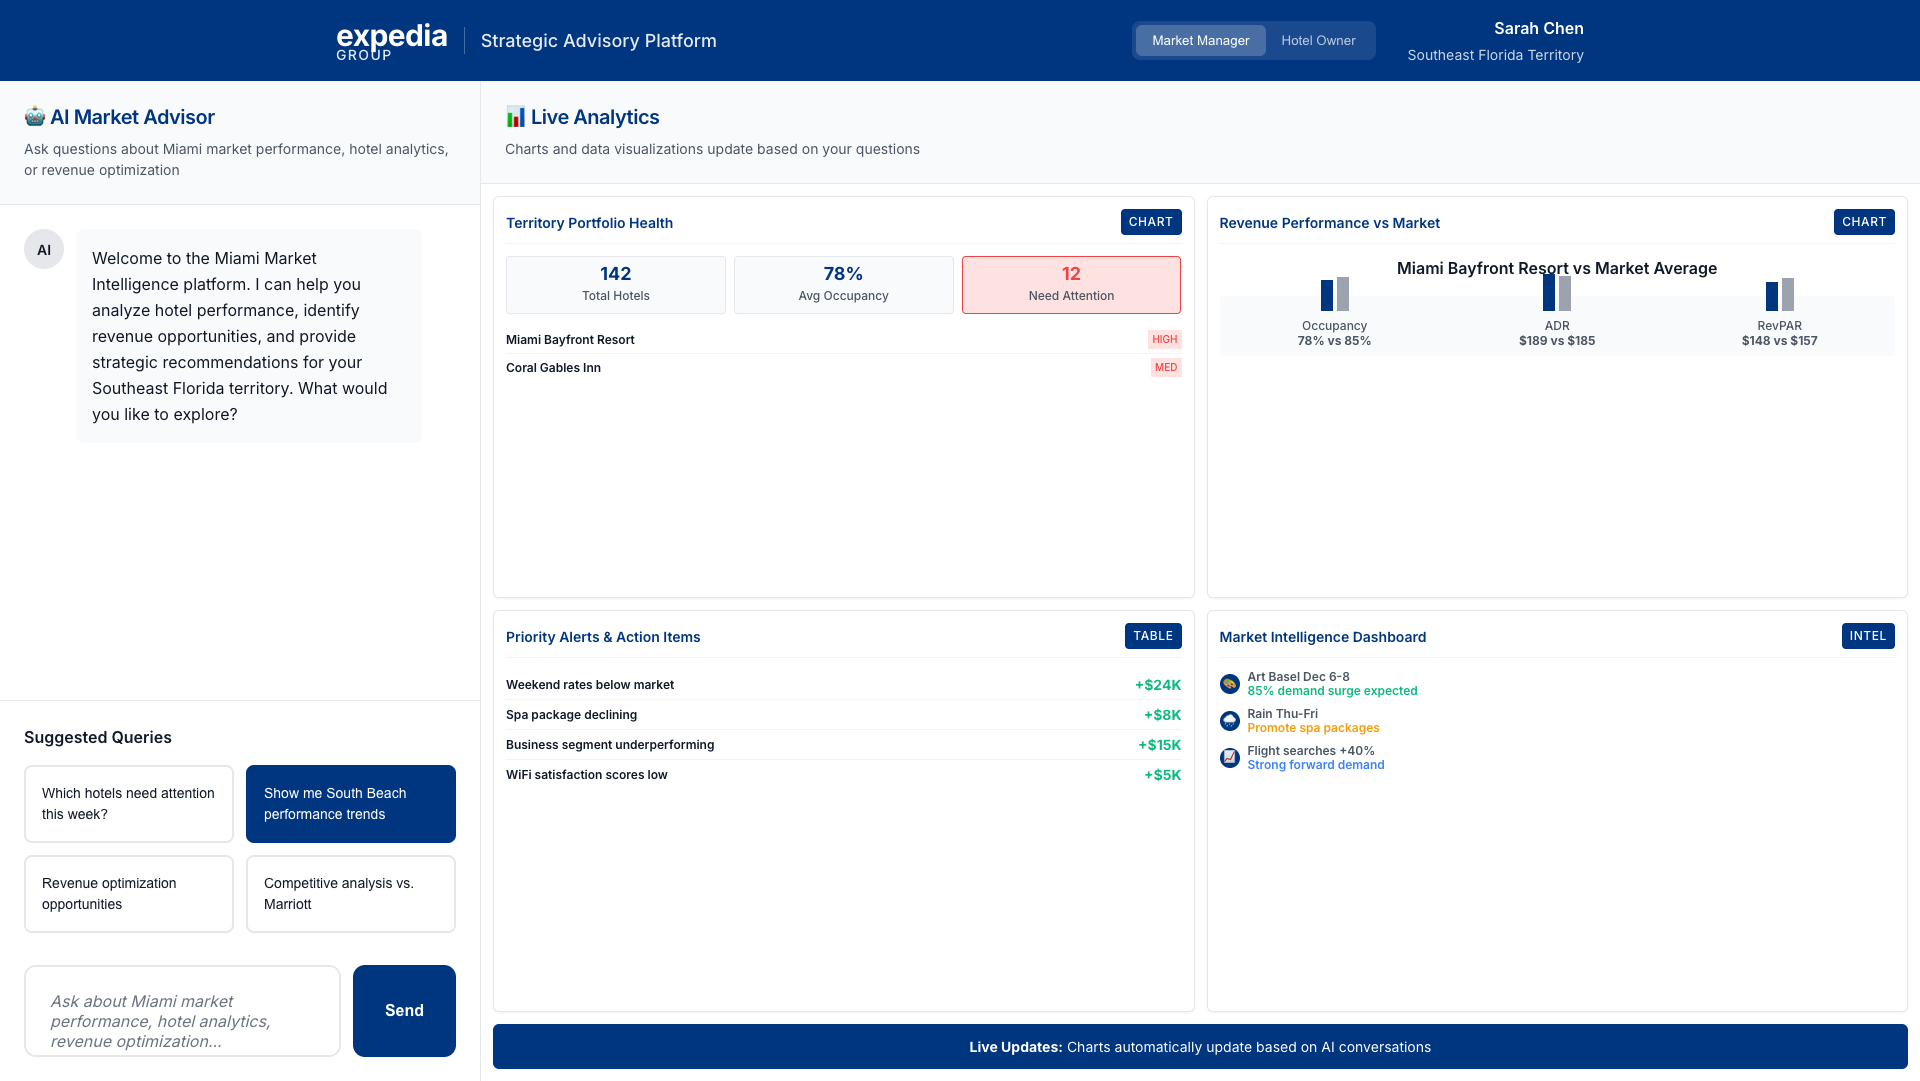 expedia
GROUP
Strategic Advisory Platform
Market Manager
Hotel Owner
Sarah Chen
Southeast Florida Territory
AI Market Advisor
Ask questions about Miami market performance, hotel analytics,
or revenue optimization
AI
Welcome to the Miami Market
Intelligence platform. I can help you
analyze hotel performance, identify
revenue opportunities, and provide
strategic recommendations for your
Southeast Florida territory. What would
you like to explore?
Suggested Queries
Which hotels need attention
this week?
Show me South Beach
performance trends
Revenue optimization
opportunities
Competitive analysis vs.
Marriott
Ask about Miami market
performance, hotel analytics,
revenue optimization...
Send
Live Analytics
Charts and data visualizations update based on your questions
Territory Portfolio Health
CHART
142
Total Hotels
78%
Avg Occupancy
12
Need Attention
Miami Bayfront Resort
HIGH
Coral Gables Inn
MED
Revenue Performance vs Market
CHART
Miami Bayfront Resort vs Market Average
Occupancy
78% vs 85%
ADR
$189 vs $185
RevPAR
$148 vs $157
Priority Alerts & Action Items
TABLE
Weekend rates below market
+$24K
Spa package declining
+$8K
Business segment underperforming
+$15K
WiFi satisfaction scores low
+$5K
Market Intelligence Dashboard
INTEL
Art Basel Dec 6-8
85% demand surge expected
Rain Thu-Fri
Promote spa packages
Flight searches +40%
Strong forward demand
Live Updates: Charts automatically update based on AI conversations